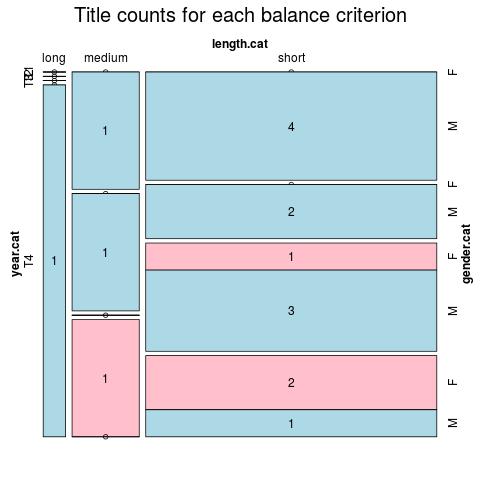 Title counts for each balance criterion
length.cat
long medium short
F
1 4 M
F
1 2 M
year.cat T4 1 1 F gender.cat
3 M
1 2 F
1 M